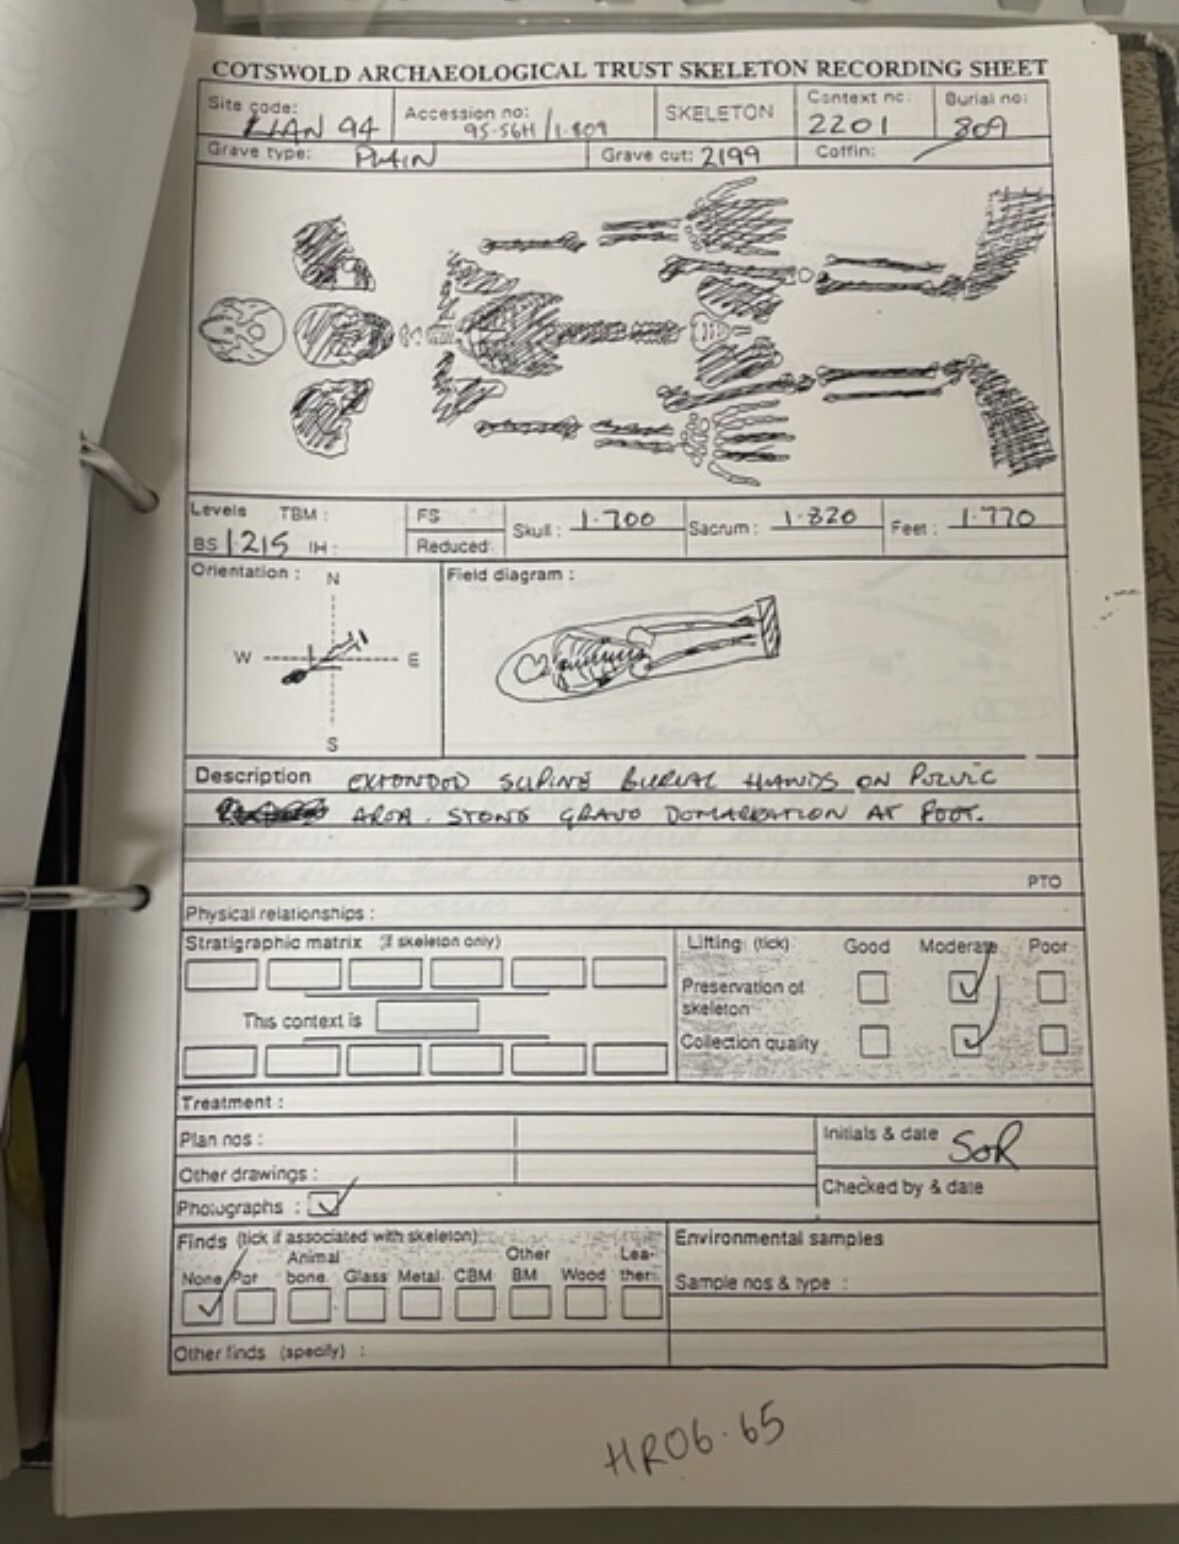 COTSWOLD ARCHAEOLOGICAL TRUST SKELETON RECORDING SHEET
Site code: LLAN 94
Accession no: 95·56H/1·809
SKELETON
Context no: 2201
Burial no: 809
Grave type: PLAIN
Grave cut: 2199
Coffin:
Levels TBM :
BS 1·215 IH :
FS
Reduced
Skull : 1·700
Sacrum : 1·820
Feet : 1·770
Orientation :
N
W
E
S
Field diagram :
Description EXTENDED SUPINE BURIAL HANDS ON PELVIC
AREA. STONE GRAVE DEMARCATION AT FOOT.
PTO
Physical relationships :
Stratigraphic matrix (if skeleton only)
This context is
Lifting: (tick) Good Moderate Poor
Preservation of
skeleton
Collection quality
Treatment :
Plan nos :
Other drawings :
Photographs :
Initials & date SoR
Checked by & date
Finds (tick if associated with skeleton)
None Pot Animal bone Glass Metal CBM Other BM Wood Lea-ther
Other finds (specify) :
Environmental samples
Sample nos & type :
HR06·65